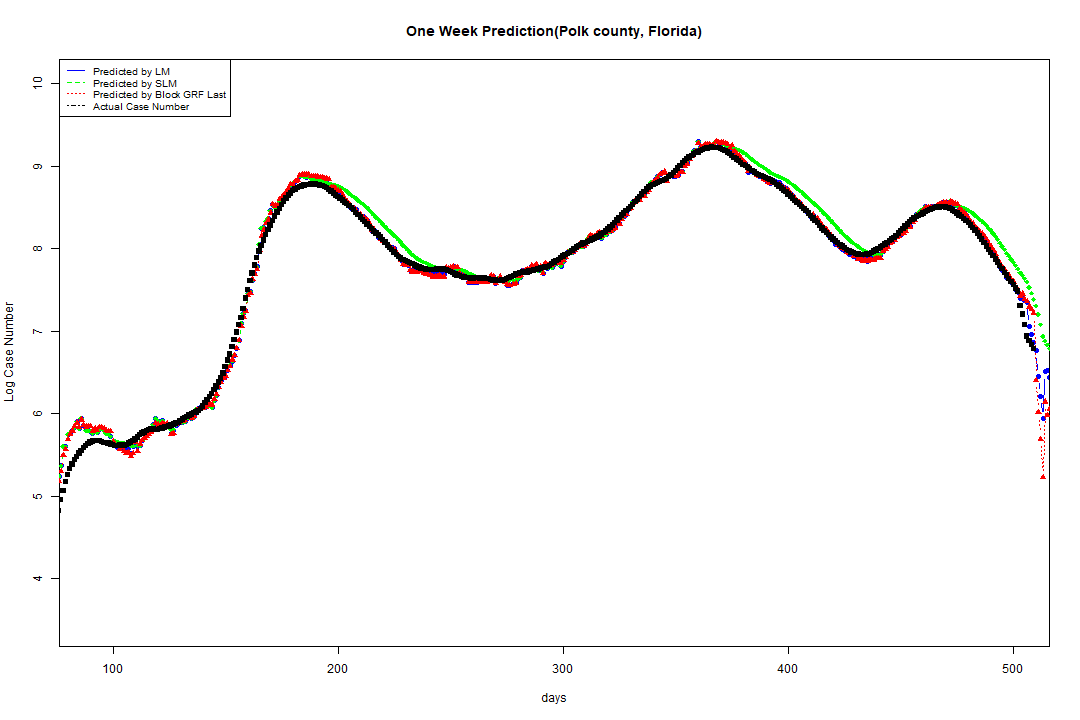 One Week Prediction(Polk county, Florida)
Predicted by LM
Predicted by SLM
Predicted by Block GRF Last
Actual Case Number
10
9
8
7
6
5
4
Log Case Number
100 200 300 400 500
days